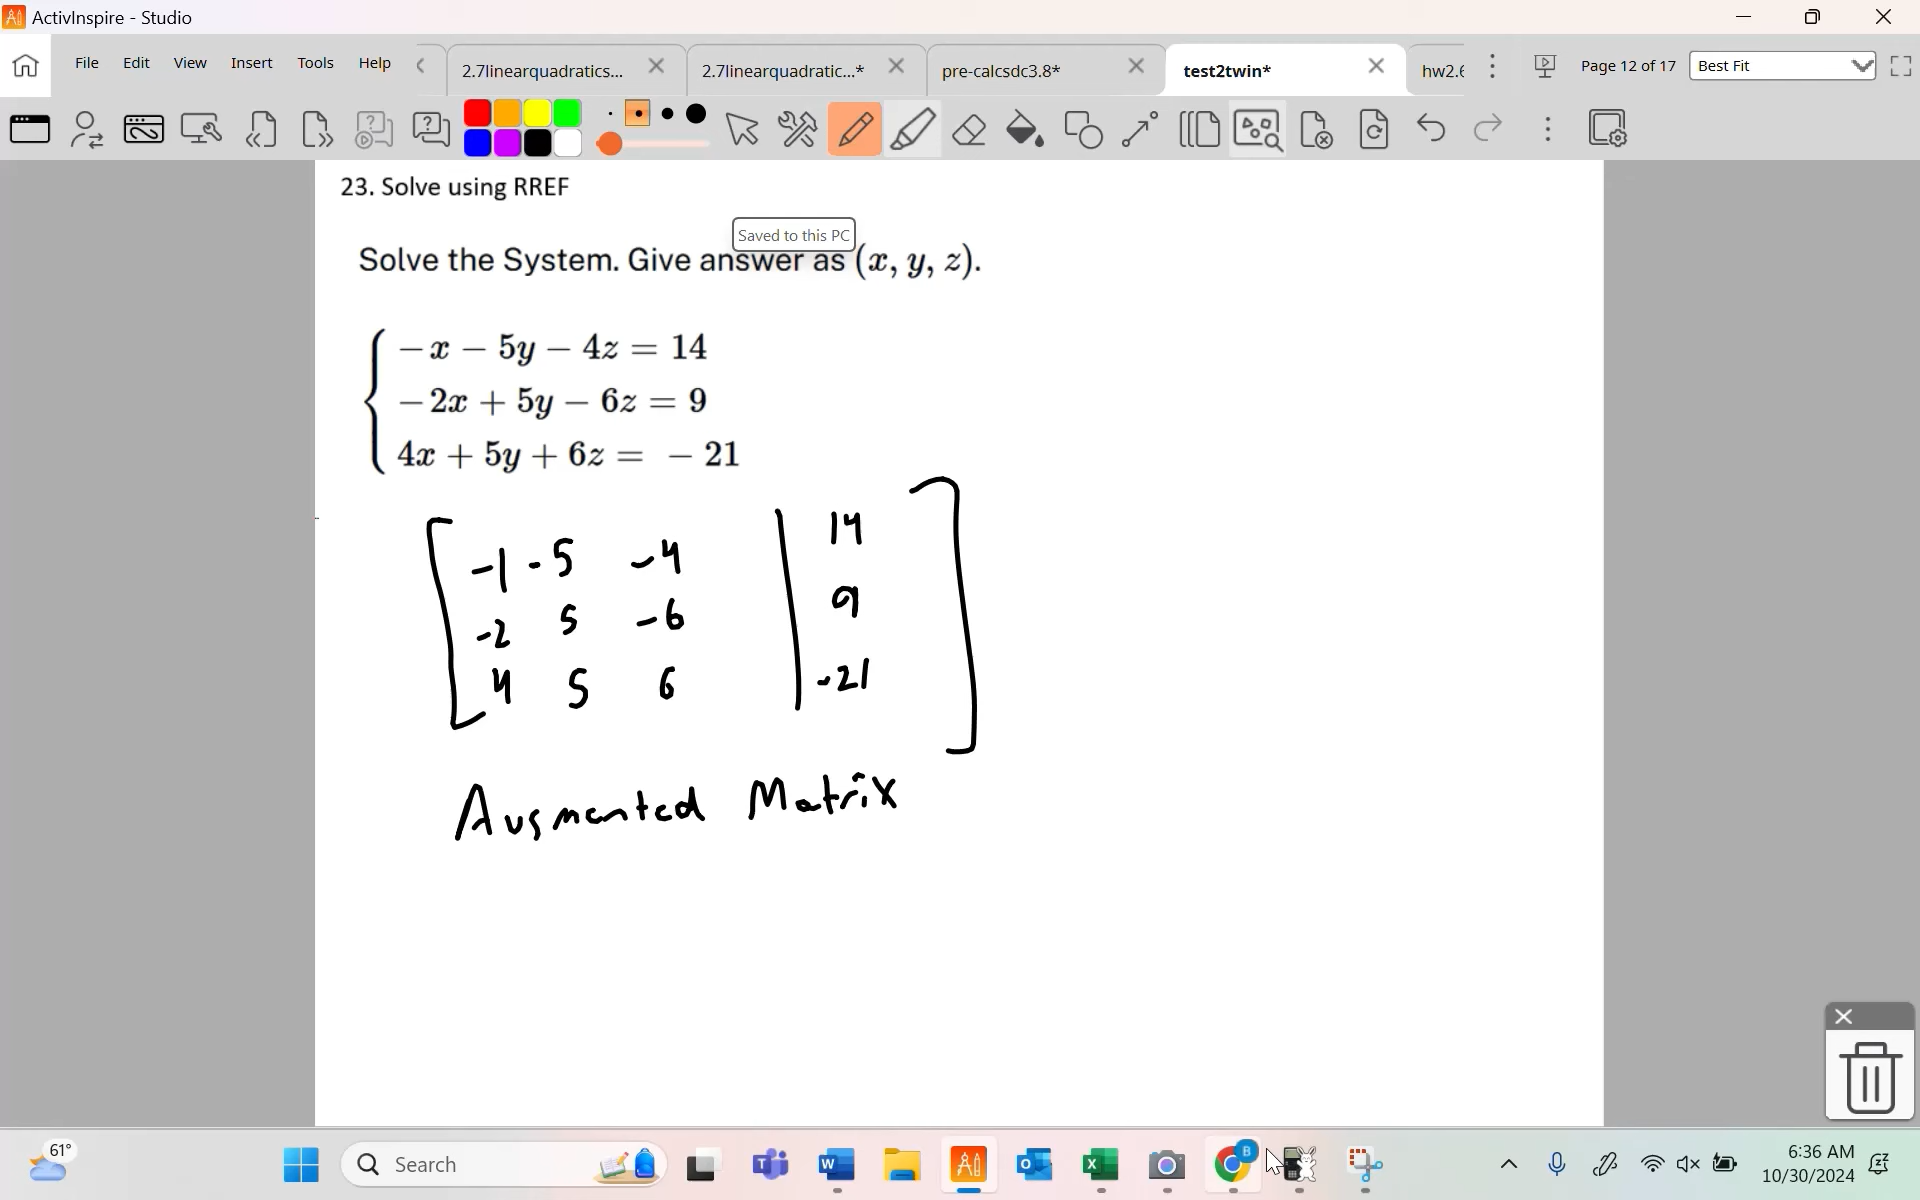 ActivInspire - Studio
File Edit View Insert Tools Help
2.7linearquadratics...
2.7linearquadratic...*
pre-calcsdc3.8*
test2twin*
hw2.6
Page 12 of 17
Best Fit
23. Solve using RREF
Saved to this PC
Solve the System. Give answer as (x, y, z).
−x − 5y − 4z = 14
−2x + 5y − 6z = 9
4x + 5y + 6z = −21
-1 -5 -4 | 14
-2 5 -6 | 9
4 5 6 | -21
Augmented Matrix
61°
Search
6:36 AM
10/30/2024